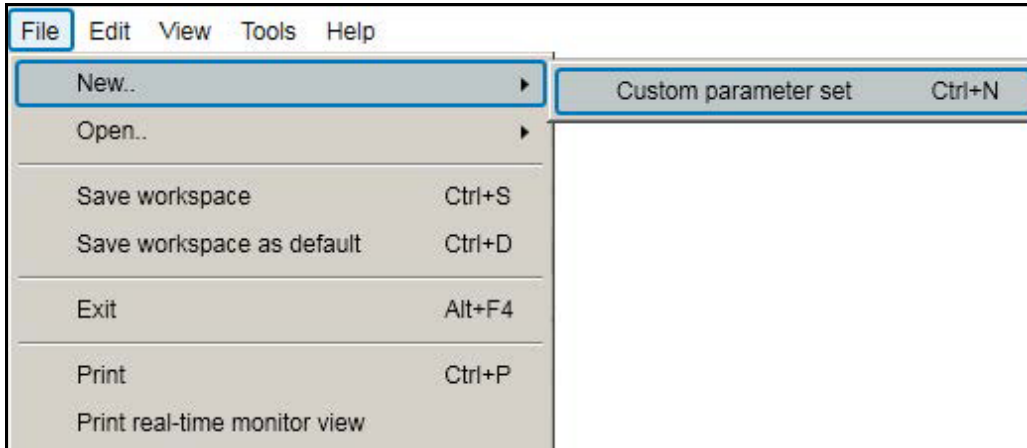 File Edit View Tools Help
New..
Custom parameter set Ctrl+N
Open..
Save workspace Ctrl+S
Save workspace as default Ctrl+D
Exit Alt+F4
Print Ctrl+P
Print real-time monitor view